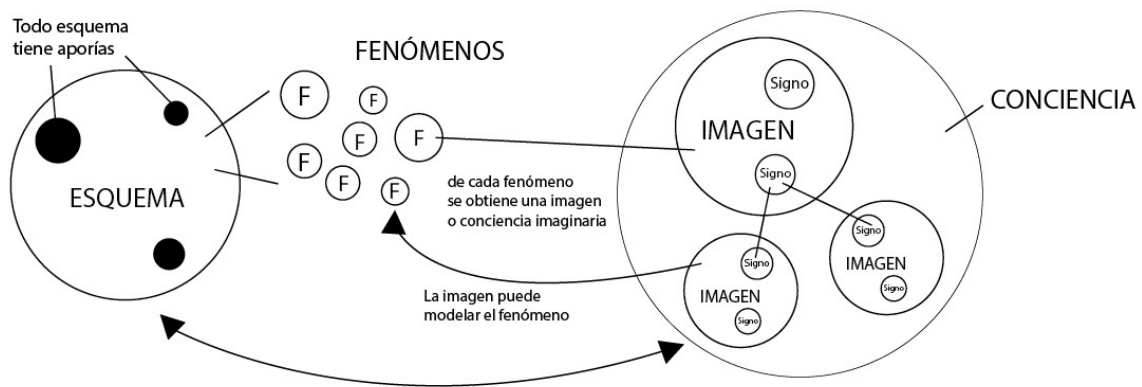 Todo esquema
tiene aporías
ESQUEMA
FENÓMENOS
F
F
F
F
F
F
F
de cada fenómeno
se obtiene una imagen
o conciencia imaginaria
La imagen puede
modelar el fenómeno
Signo
IMAGEN
Signo
Signo
IMAGEN
Signo
Signo
IMAGEN
Signo
CONCIENCIA